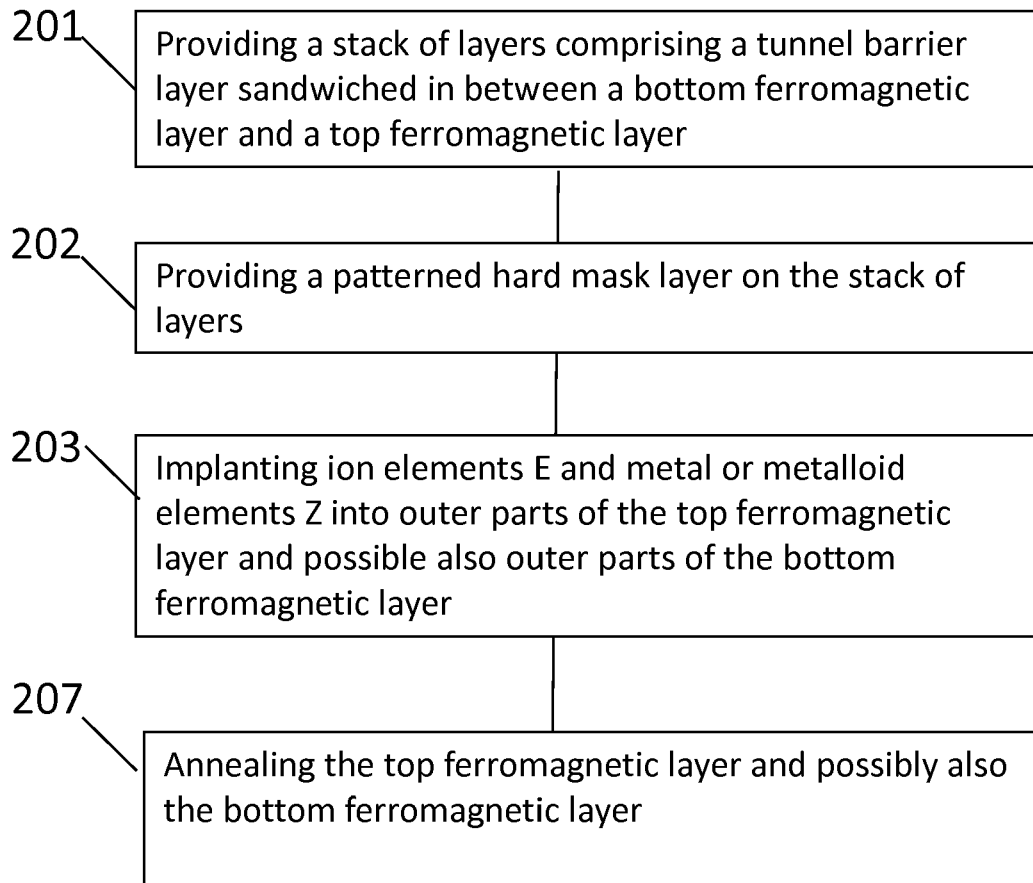 201
Providing a stack of layers comprising a tunnel barrier
layer sandwiched in between a bottom ferromagnetic
layer and a top ferromagnetic layer
202
Providing a patterned hard mask layer on the stack of
layers
203
Implanting ion elements E and metal or metalloid
elements Z into outer parts of the top ferromagnetic
layer and possible also outer parts of the bottom
ferromagnetic layer
207
Annealing the top ferromagnetic layer and possibly also
the bottom ferromagnetic layer